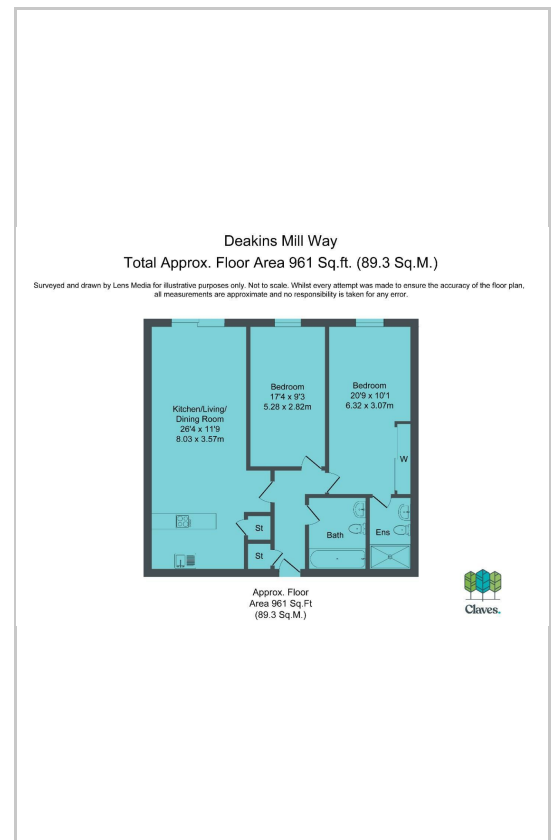 Deakins Mill Way
Total Approx. Floor Area 961 Sq.ft. (89.3 Sq.M.)
Surveyed and drawn by Lens Media for illustrative purposes only. Not to scale. Whilst every attempt was made to ensure the accuracy of the floor plan,
all measurements are approximate and no responsibility is taken for any error.
Kitchen/Living/
Dining Room
26'4 x 11'9
8.03 x 3.57m
Bedroom
17'4 x 9'3
5.28 x 2.82m
Bedroom
20'9 x 10'1
6.32 x 3.07m
W
St
St
Bath
Ens
Approx. Floor
Area 961 Sq.Ft
(89.3 Sq.M.)
Claves.